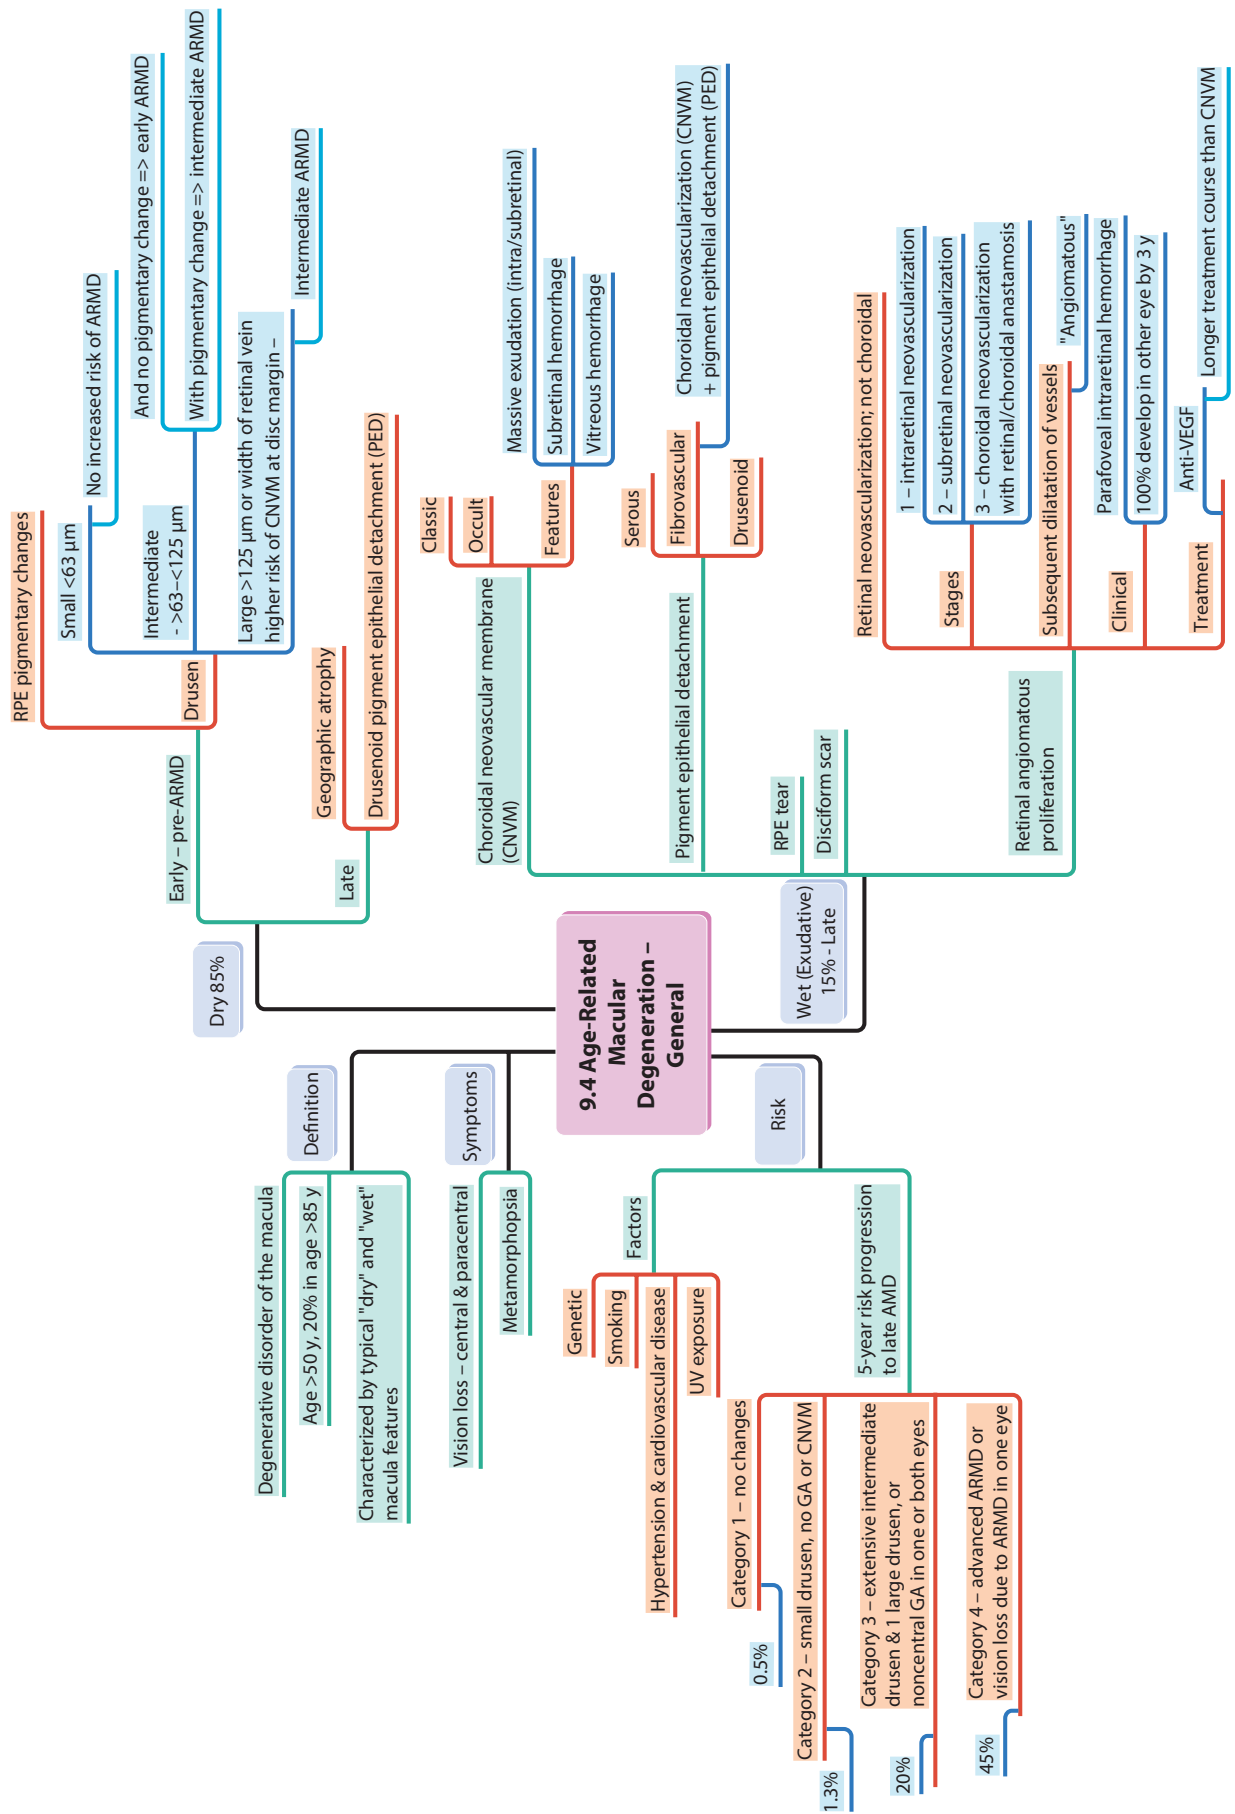 9.4 Age-Related
Macular
Degeneration –
General
Definition
Degenerative disorder of the macula
Age >50 y, 20% in age >85 y
Characterized by typical "dry" and "wet"
macula features
Symptoms
Vision loss – central & paracentral
Metamorphopsia
Risk
Factors
Genetic
Smoking
Hypertension & cardiovascular disease
UV exposure
5-year risk progression
to late AMD
Category 1 – no changes
0.5%
Category 2 – small drusen, no GA or CNVM
1.3%
Category 3 – extensive intermediate
drusen & 1 large drusen, or
noncentral GA in one or both eyes
20%
Category 4 – advanced ARMD or
vision loss due to ARMD in one eye
45%
Dry 85%
Early – pre-ARMD
RPE pigmentary changes
Drusen
Small <63 µm
No increased risk of ARMD
Intermediate
- >63–<125 µm
And no pigmentary change => early ARMD
With pigmentary change => intermediate ARMD
Large >125 µm or width of retinal vein
higher risk of CNVM at disc margin –
Intermediate ARMD
Late
Geographic atrophy
Drusenoid pigment epithelial detachment (PED)
Wet (Exudative)
15% - Late
Choroidal neovascular membrane
(CNVM)
Classic
Occult
Features
Massive exudation (intra/subretinal)
Subretinal hemorrhage
Vitreous hemorrhage
Pigment epithelial detachment
Serous
Fibrovascular
Choroidal neovascularization (CNVM)
+ pigment epithelial detachment (PED)
Drusenoid
RPE tear
Disciform scar
Retinal angiomatous
proliferation
Retinal neovascularization; not choroidal
Stages
1 – intraretinal neovascularization
2 – subretinal neovascularization
3 – choroidal neovascularization
with retinal/choroidal anastamosis
Subsequent dilatation of vessels
"Angiomatous"
Clinical
Parafoveal intraretinal hemorrhage
100% develop in other eye by 3 y
Treatment
Anti-VEGF
Longer treatment course than CNVM